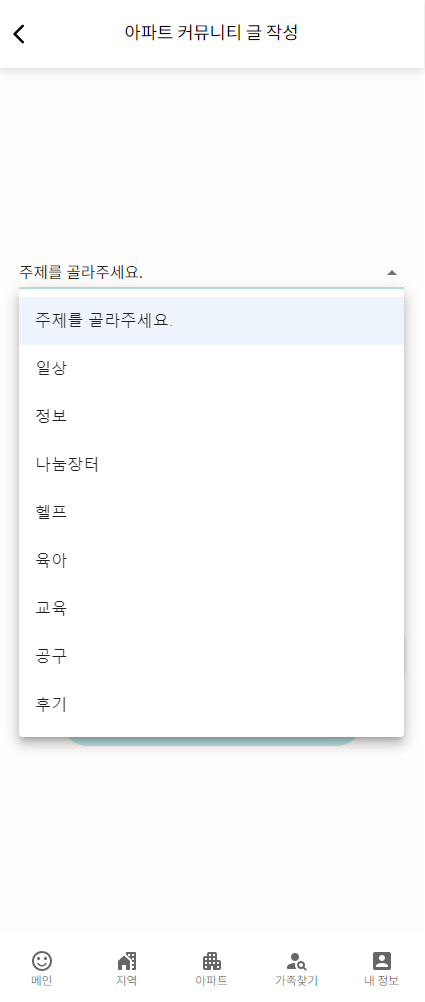 아파트 커뮤니티 글 작성
주제를 골라주세요.
주제를 골라주세요.
일상
정보
나눔장터
헬프
육아
교육
공구
후기
메인 지역 아파트 가족찾기 내 정보